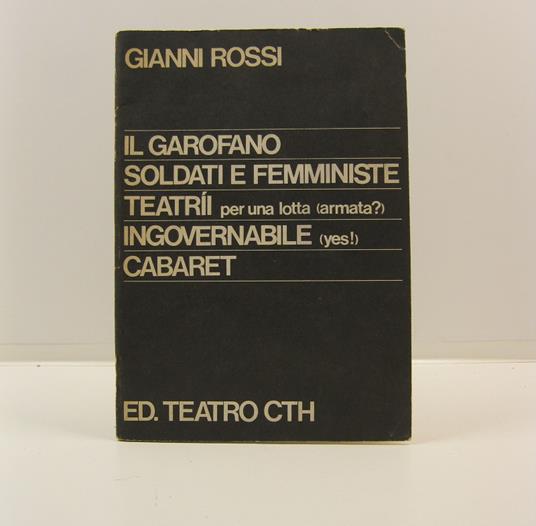 GIANNI ROSSI
IL GAROFANO
SOLDATI E FEMMINISTE
TEATRÍI per una lotta (armata?)
INGOVERNABILE (yes!)
CABARET
ED. TEATRO CTH